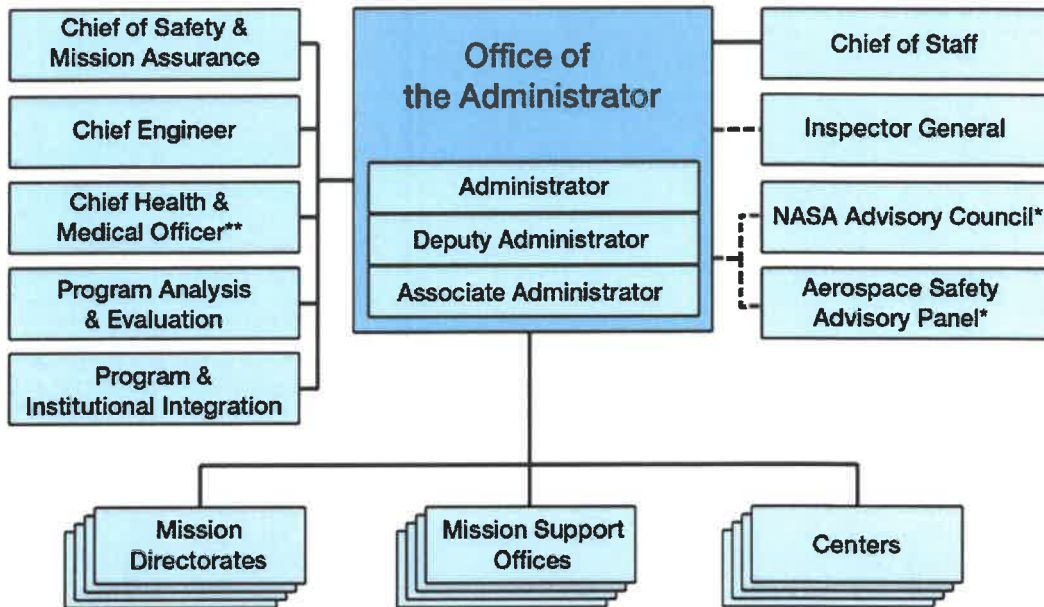 Chief of Safety &
Mission Assurance
Chief Engineer
Chief Health &
Medical Officer**
Program Analysis
& Evaluation
Program &
Institutional Integration
Office of
the Administrator
Administrator
Deputy Administrator
Associate Administrator
Chief of Staff
Inspector General
NASA Advisory Council*
Aerospace Safety
Advisory Panel*
Mission
Directorates
Mission Support
Offices
Centers